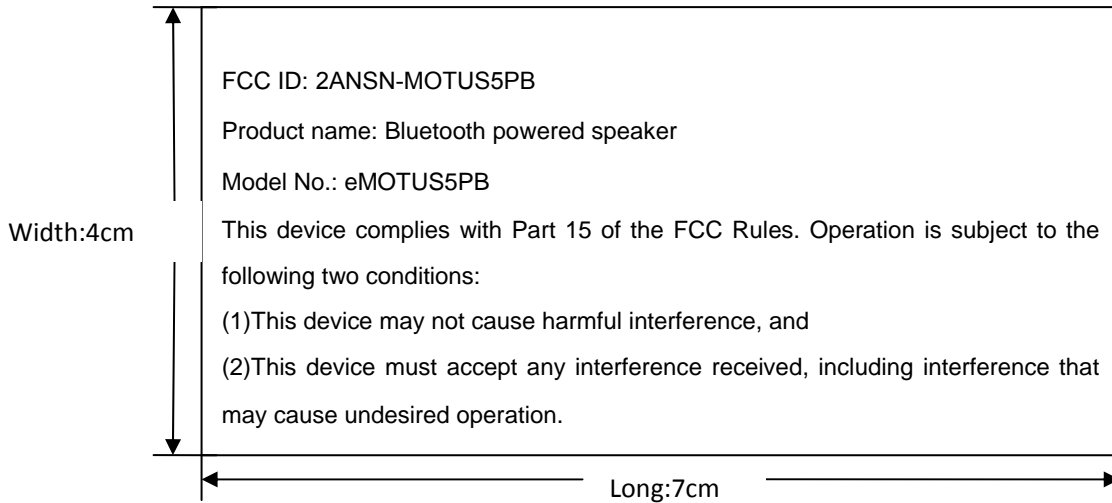 FCC ID: 2ANSN-MOTUS5PB
Product name: Bluetooth powered speaker
Model No.: eMOTUS5PB
Width:4cm
This device complies with Part 15 of the FCC Rules. Operation is subject to the
following two conditions:
(1)This device may not cause harmful interference, and
(2)This device must accept any interference received, including interference that
may cause undesired operation.
Long:7cm